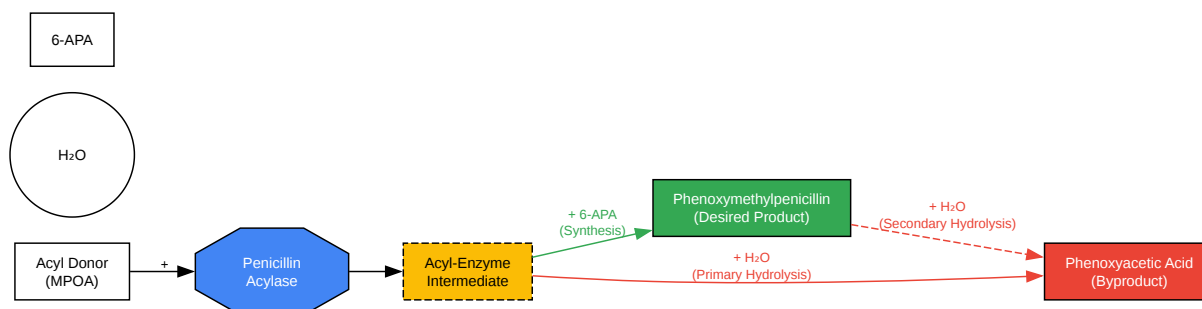 6-APA
H₂O
Acyl Donor
(MPOA)
+
Penicillin
Acylase
Acyl-Enzyme
Intermediate
+ 6-APA
(Synthesis)
Phenoxymethylpenicillin
(Desired Product)
+ H₂O
(Secondary Hydrolysis)
+ H₂O
(Primary Hydrolysis)
Phenoxyacetic Acid
(Byproduct)